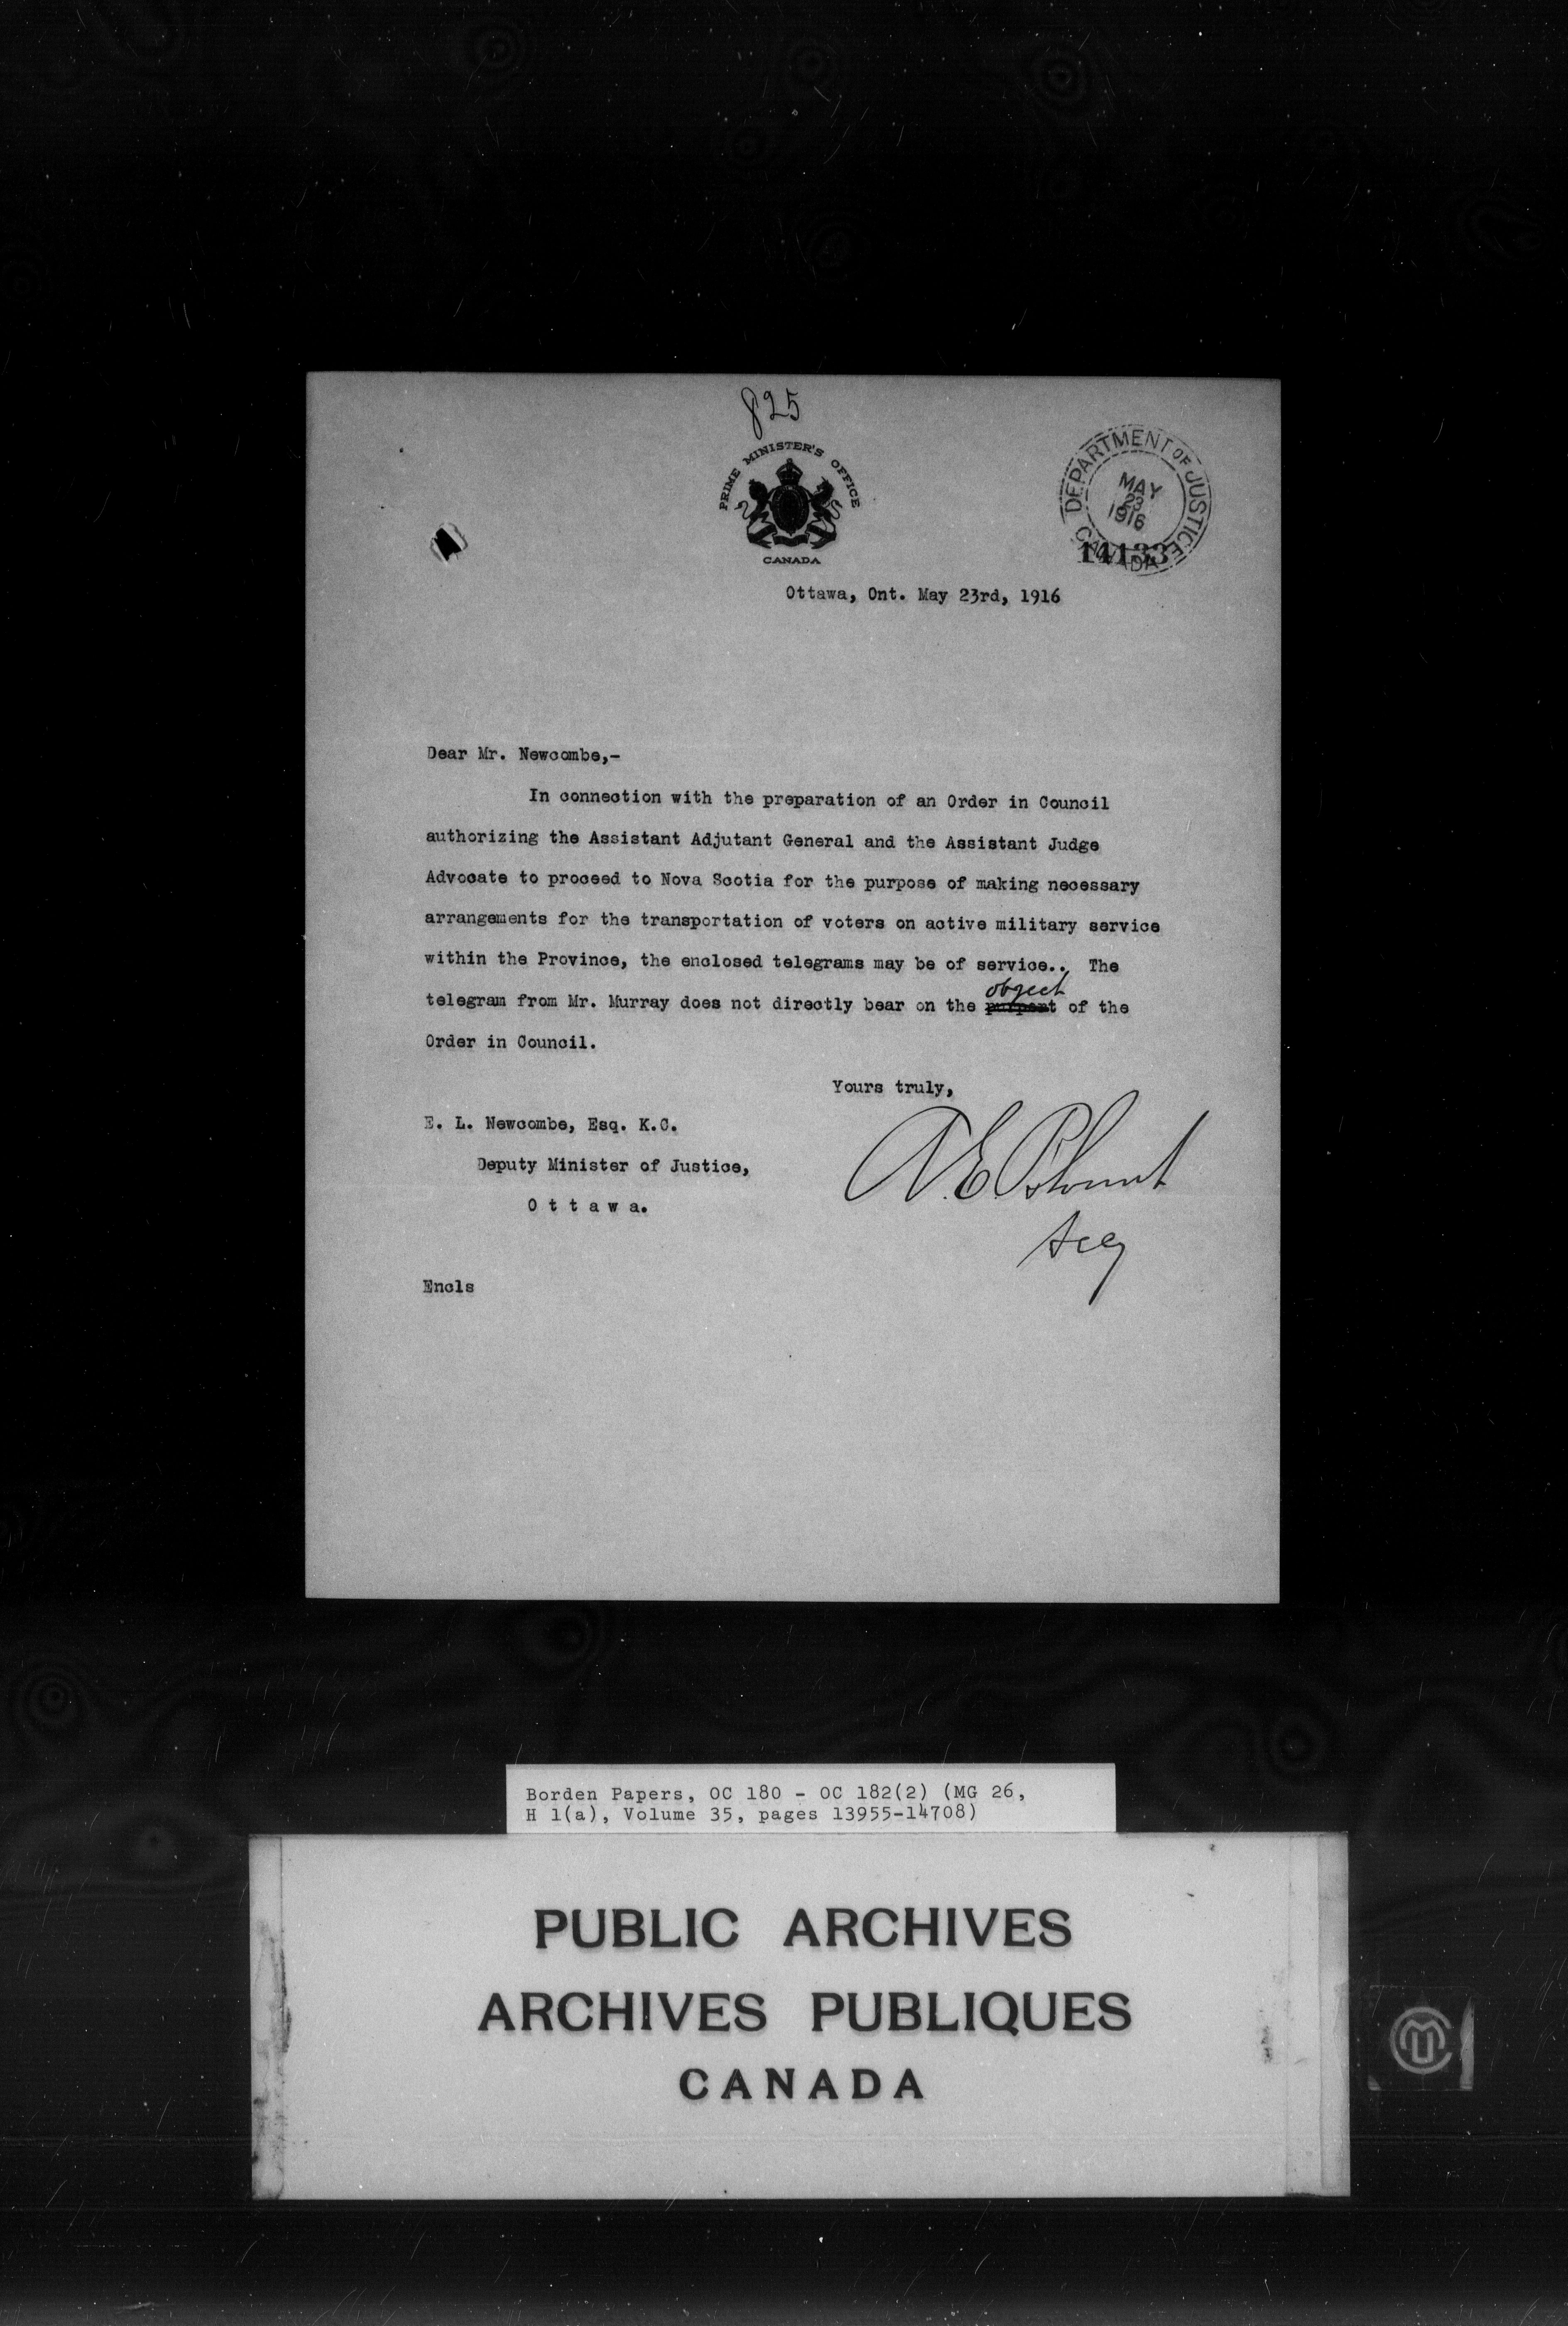 825
PRIME MINISTER'S OFFICE
CANADA
DEPARTMENT OF JUSTICE
MAY
23
1916
CANADA
14133
Ottawa, Ont. May 23rd, 1916
Dear Mr. Newcombe,-
In connection with the preparation of an Order in Council
authorizing the Assistant Adjutant General and the Assistant Judge
Advocate to proceed to Nova Scotia for the purpose of making necessary
arrangements for the transportation of voters on active military service
within the Province, the enclosed telegrams may be of service.. The
object
telegram from Mr. Murray does not directly bear on the purport of the
Order in Council.
Yours truly,
E. L. Newcombe, Esq. K.C.
A.E. Blount
Deputy Minister of Justice,
Ottawa.
Secy
Encls
Borden Papers, OC 180 - OC 182(2) (MG 26,
H 1(a), Volume 35, pages 13955-14708)
PUBLIC ARCHIVES
ARCHIVES PUBLIQUES
CANADA